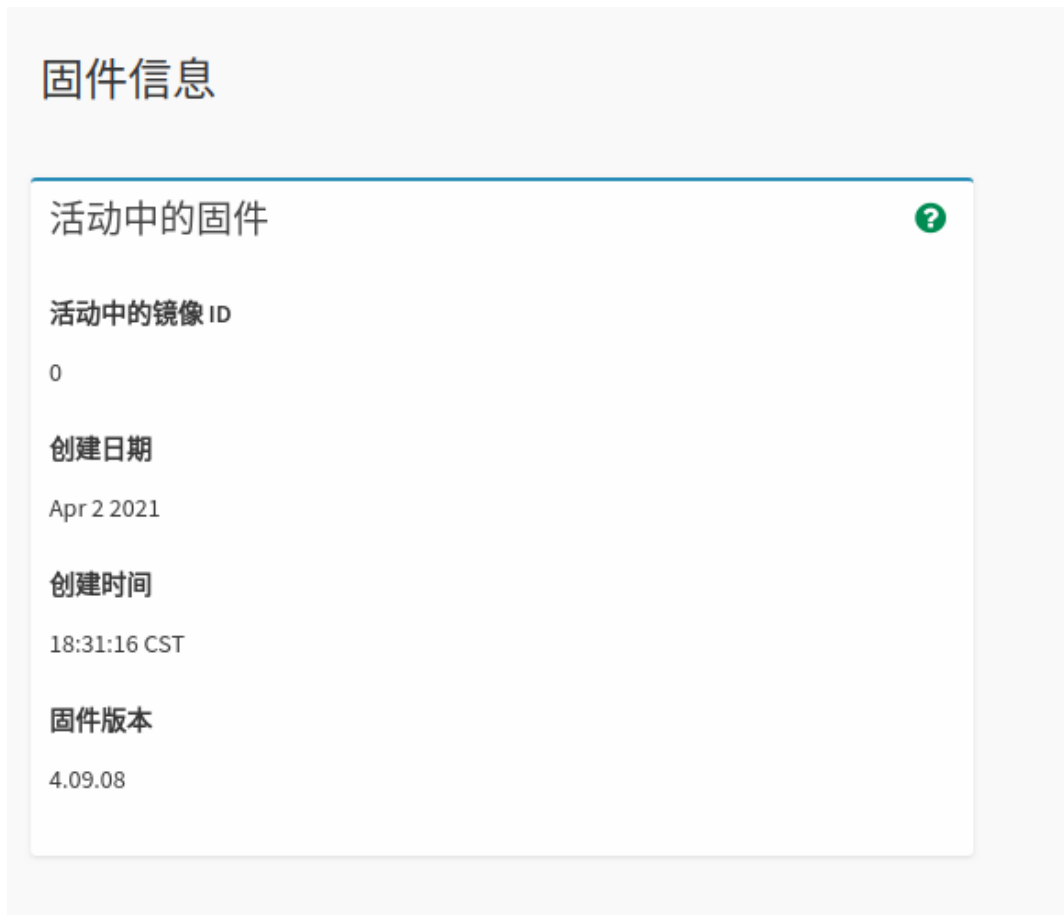 固件信息
活动中的固件
活动中的镜像 ID
0
创建日期
Apr 2 2021
创建时间
18:31:16 CST
固件版本
4.09.08